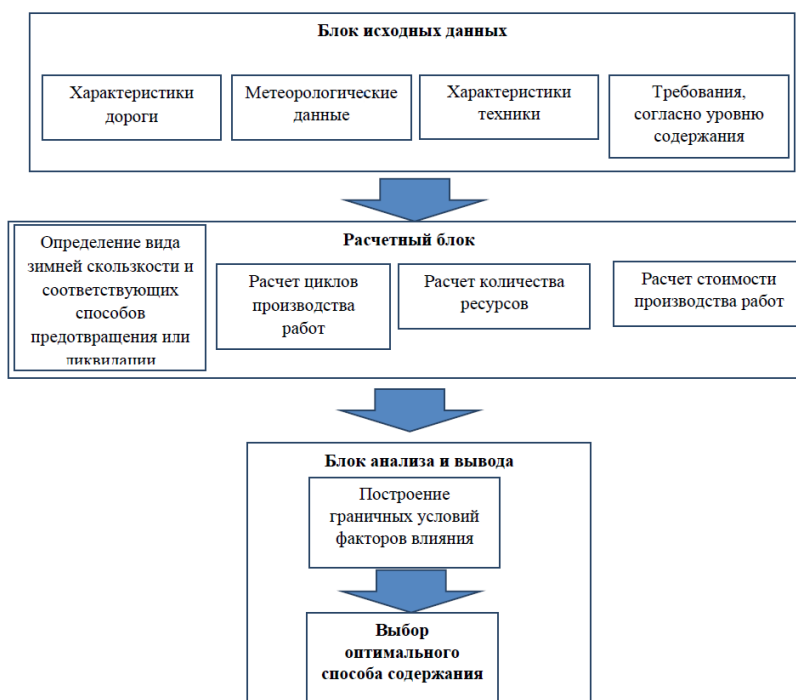 Блок исходных данных
Характеристики
дороги
Метеорологические
данные
Характеристики
техники
Требования,
согласно уровню
содержания
Расчетный блок
Определение вида
зимней скользкости и
соответствующих
способов
предотвращения или
ликвидации
Расчет циклов
производства
работ
Расчет количества
ресурсов
Расчет стоимости
производства работ
Блок анализа и вывода
Построение
граничных условий
факторов влияния
Выбор
оптимального
способа содержания